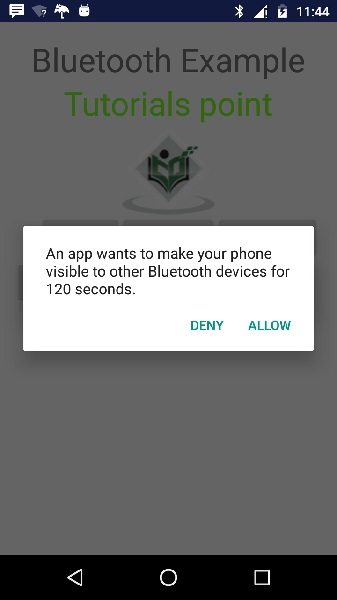 11:44
Bluetooth Example
Tutorials point
An app wants to make your phone
visible to other Bluetooth devices for
120 seconds.
DENY ALLOW